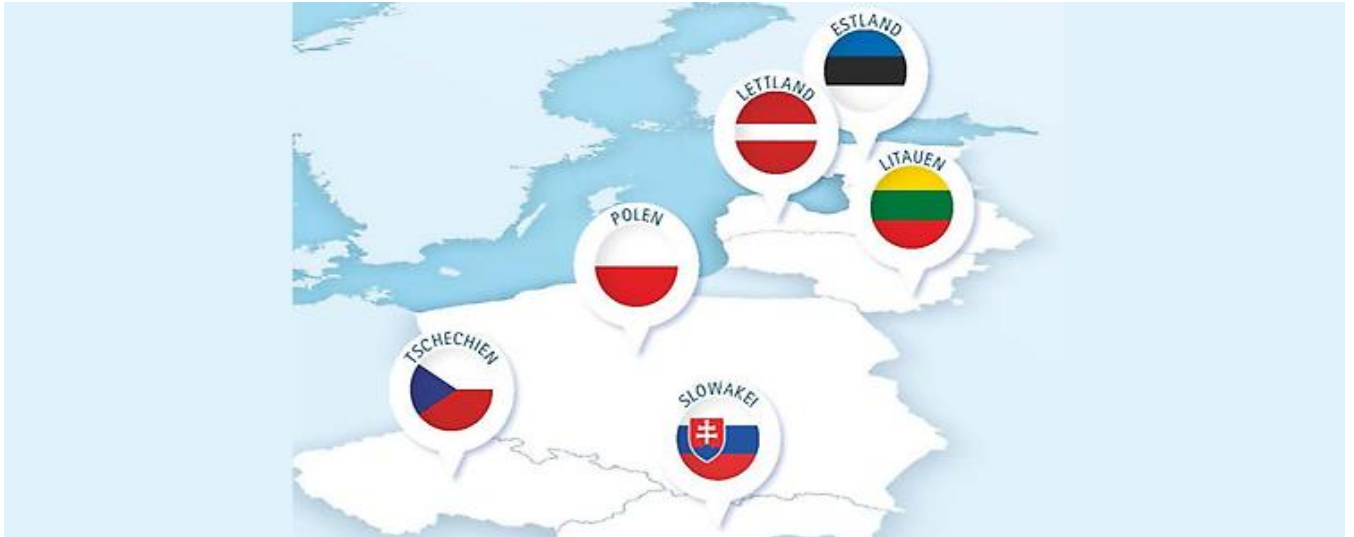 ESTLAND
LETTLAND
LITAUEN
POLEN
TSCHECHIEN
SLOWAKEI